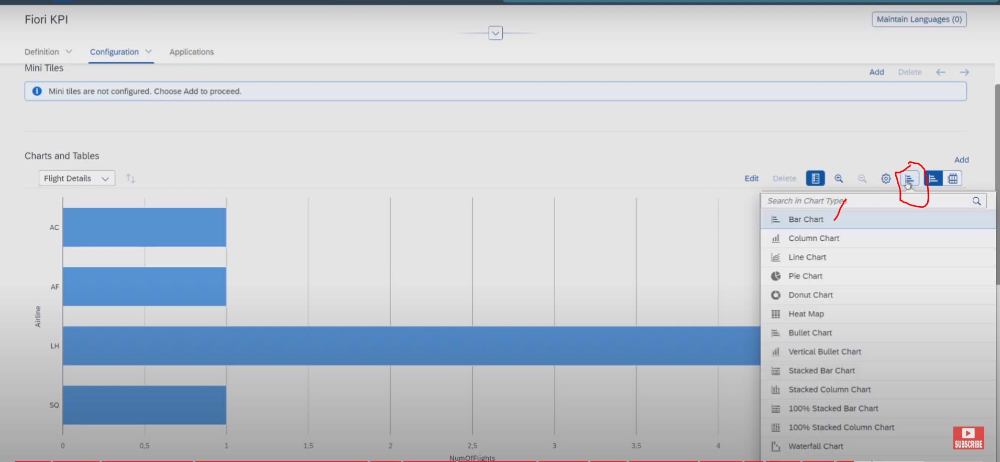 Fiori KPI
Maintain Languages (0)
Definition
Configuration
Applications
Mini Tiles
Add
Delete
Mini tiles are not configured. Choose Add to proceed.
Charts and Tables
Add
Flight Details
Edit
Delete
Search in Chart Types
Bar Chart
Column Chart
Line Chart
Pie Chart
Donut Chart
Heat Map
Bullet Chart
Vertical Bullet Chart
Stacked Bar Chart
Stacked Column Chart
100% Stacked Bar Chart
100% Stacked Column Chart
Waterfall Chart
AC
AF
LH
SQ
Airline
0 0,5 1 1,5 2 2,5 3 3,5 4
NumOfFlights
SUBSCRIBE